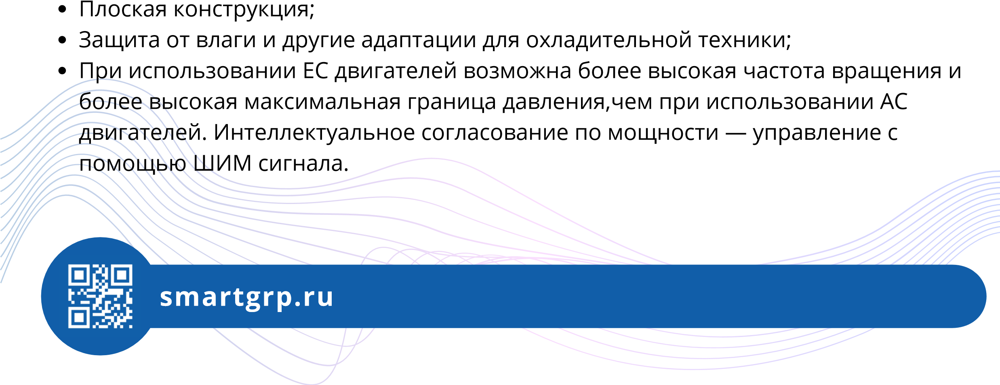 • Плоская конструкция;
• Защита от влаги и другие адаптации для охладительной техники;
• При использовании ЕС двигателей возможна более высокая частота вращения и
более высокая максимальная граница давления,чем при использовании АС
двигателей. Интеллектуальное согласование по мощности — управление с
помощью ШИМ сигнала.
smartgrp.ru